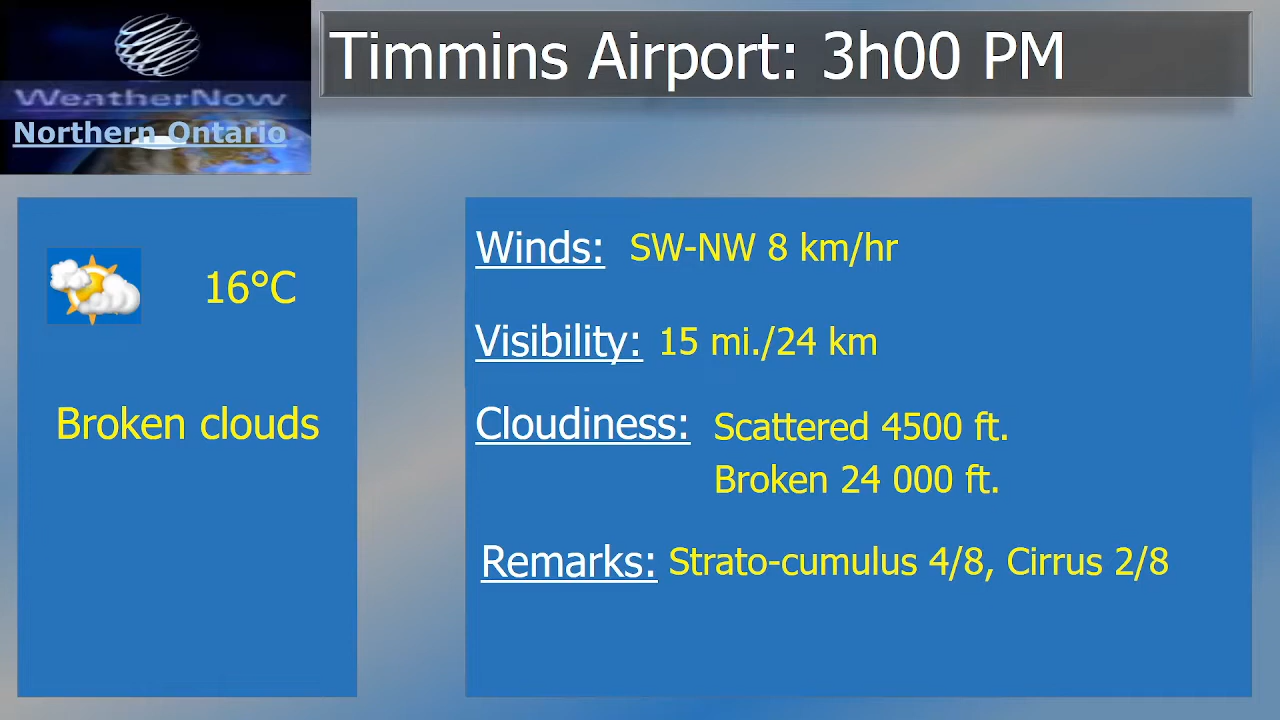 WeatherNow
Northern Ontario
Timmins Airport: 3h00 PM
16°C
Broken clouds
Winds: SW-NW 8 km/hr
Visibility: 15 mi./24 km
Cloudiness: Scattered 4500 ft.
Broken 24 000 ft.
Remarks: Strato-cumulus 4/8, Cirrus 2/8